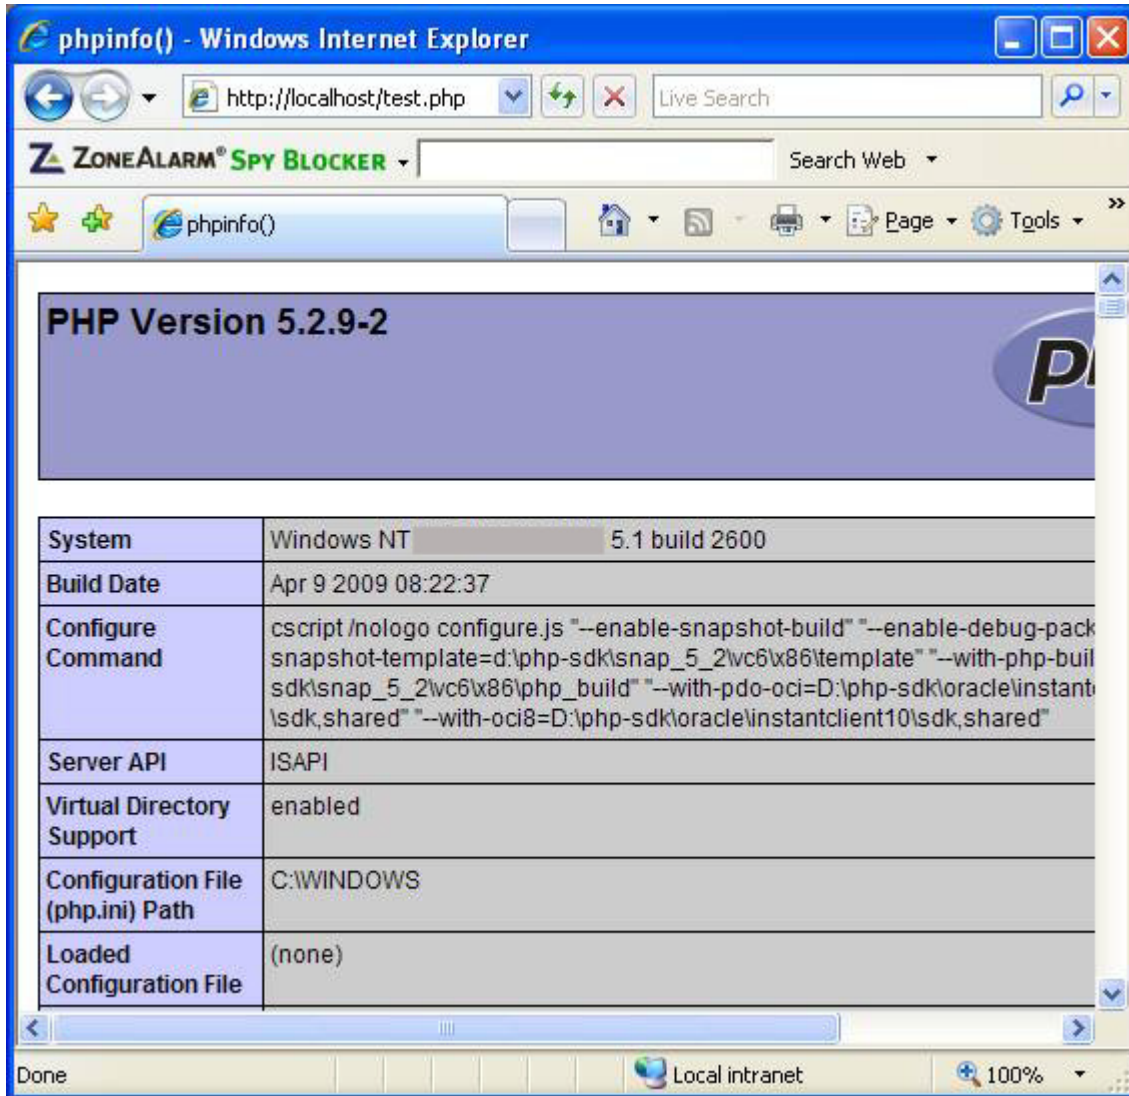 phpinfo() - Windows Internet Explorer
http://localhost/test.php Live Search
ZONEALARM® SPY BLOCKER Search Web
phpinfo() Page Tools »
PHP Version 5.2.9-2
System Windows NT 5.1 build 2600
Build Date Apr 9 2009 08:22:37
Configure Command cscript /nologo configure.js "--enable-snapshot-build" "--enable-debug-pack
snapshot-template=d:\php-sdk\snap_5_2\vc6\x86\template" "--with-php-buil
sdk\snap_5_2\vc6\x86\php_build" "--with-pdo-oci=D:\php-sdk\oracle\instant
\sdk,shared" "--with-oci8=D:\php-sdk\oracle\instantclient10\sdk,shared"
Server API ISAPI
Virtual Directory enabled
Support
Configuration File C:\WINDOWS
(php.ini) Path
Loaded (none)
Configuration File
Done Local intranet 100%